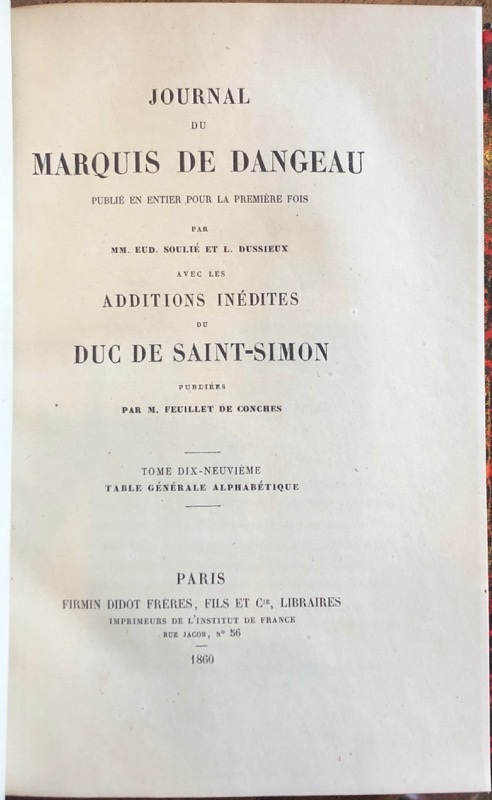 JOURNAL
DU
MARQUIS DE DANGEAU
PUBLIÉ EN ENTIER POUR LA PREMIÈRE FOIS
PAR
MM. EUD. SOULIÉ ET L. DUSSIEUX
AVEC LES
ADDITIONS INÉDITES
DU
DUC DE SAINT-SIMON
PUBLIÉES
PAR M. FEUILLET DE CONCHES
TOME DIX-NEUVIÈME
TABLE GÉNÉRALE ALPHABÉTIQUE
PARIS
FIRMIN DIDOT FRÈRES, FILS ET Cie, LIBRAIRES
IMPRIMEURS DE L'INSTITUT DE FRANCE
RUE JACOB, N° 56
1860